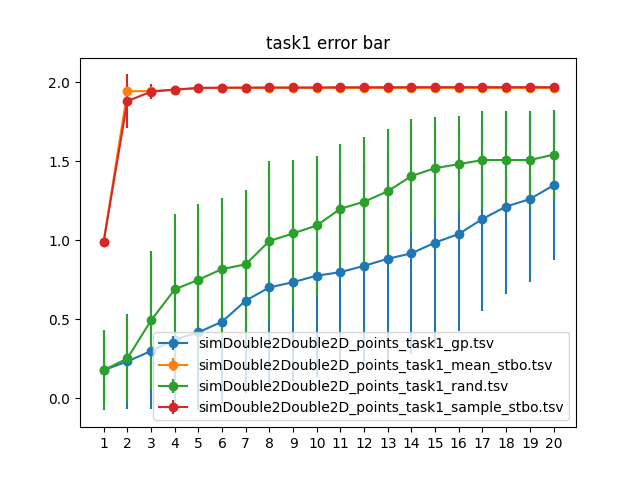 task1 error bar
2.0
1.5
1.0
0.5
0.0
simDouble2Double2D_points_task1_gp.tsv
simDouble2Double2D_points_task1_mean_stbo.tsv
simDouble2Double2D_points_task1_rand.tsv
simDouble2Double2D_points_task1_sample_stbo.tsv
1 2 3 4 5 6 7 8 9 10 11 12 13 14 15 16 17 18 19 20